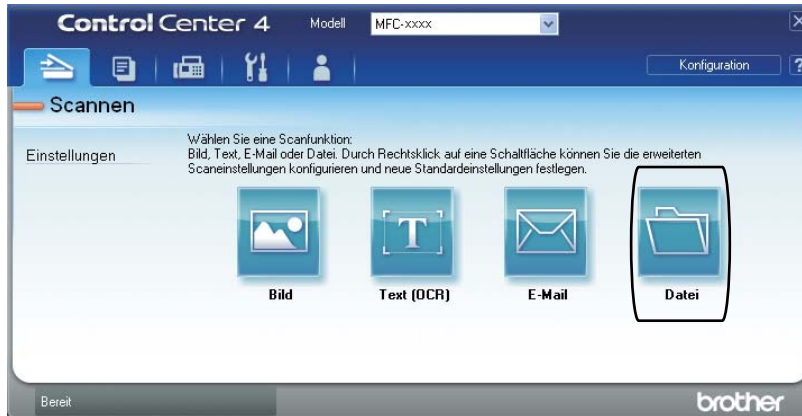 Control Center 4 Modell MFC-xxxx
Konfiguration ?
Scannen
Einstellungen
Wählen Sie eine Scanfunktion:
Bild, Text, E-Mail oder Datei. Durch Rechtsklick auf eine Schaltfläche können Sie die erweiterten
Scaneinstellungen konfigurieren und neue Standardeinstellungen festlegen.
T
Bild Text (OCR) E-Mail Datei
Bereit brother